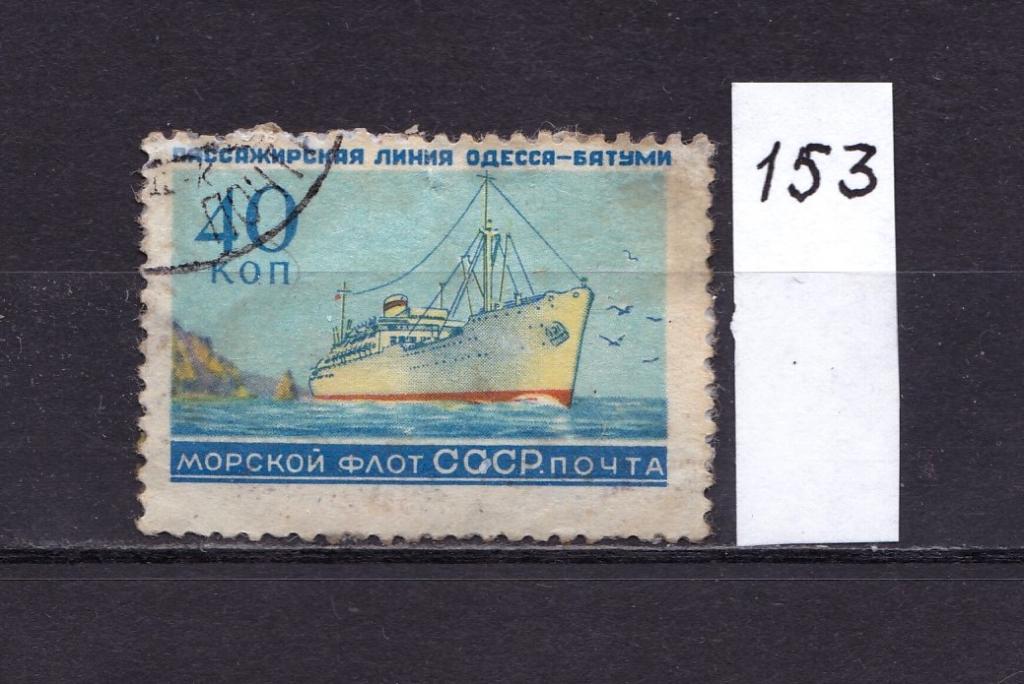 ПАССАЖИРСКАЯ ЛИНИЯ ОДЕССА-БАТУМИ
40
КОП
МОРСКОЙ ФЛОТ СССР. ПОЧТА
153